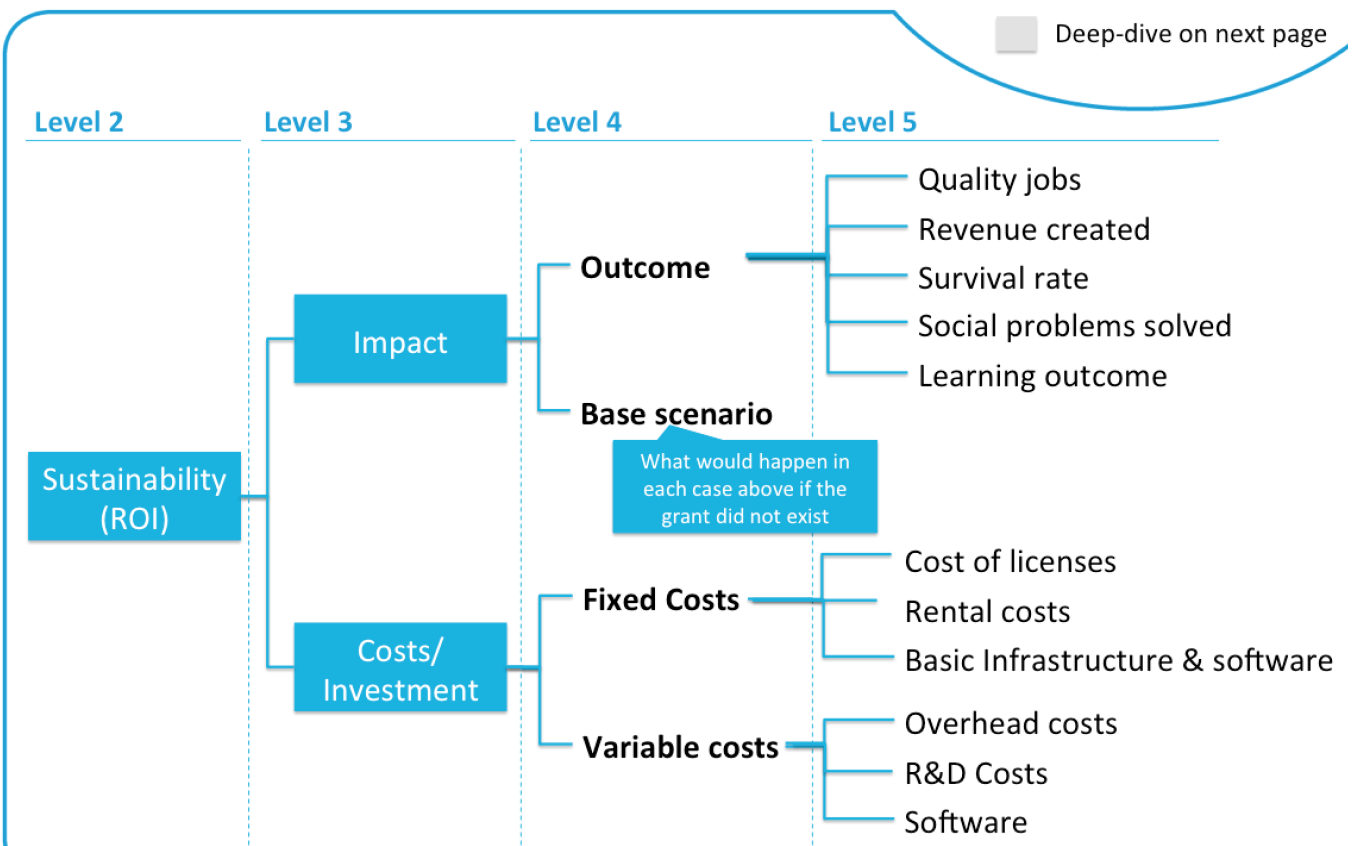 Deep-dive on next page
Level 2
Level 3
Level 4
Level 5
Quality jobs
Revenue created
Outcome
Survival rate
Social problems solved
Impact
Learning outcome
Base scenario
What would happen in
each case above if the
grant did not exist
Sustainability
(ROI)
Cost of licenses
Fixed Costs
Rental costs
Costs/
Investment
Basic Infrastructure & software
Overhead costs
Variable costs
R&D Costs
Software